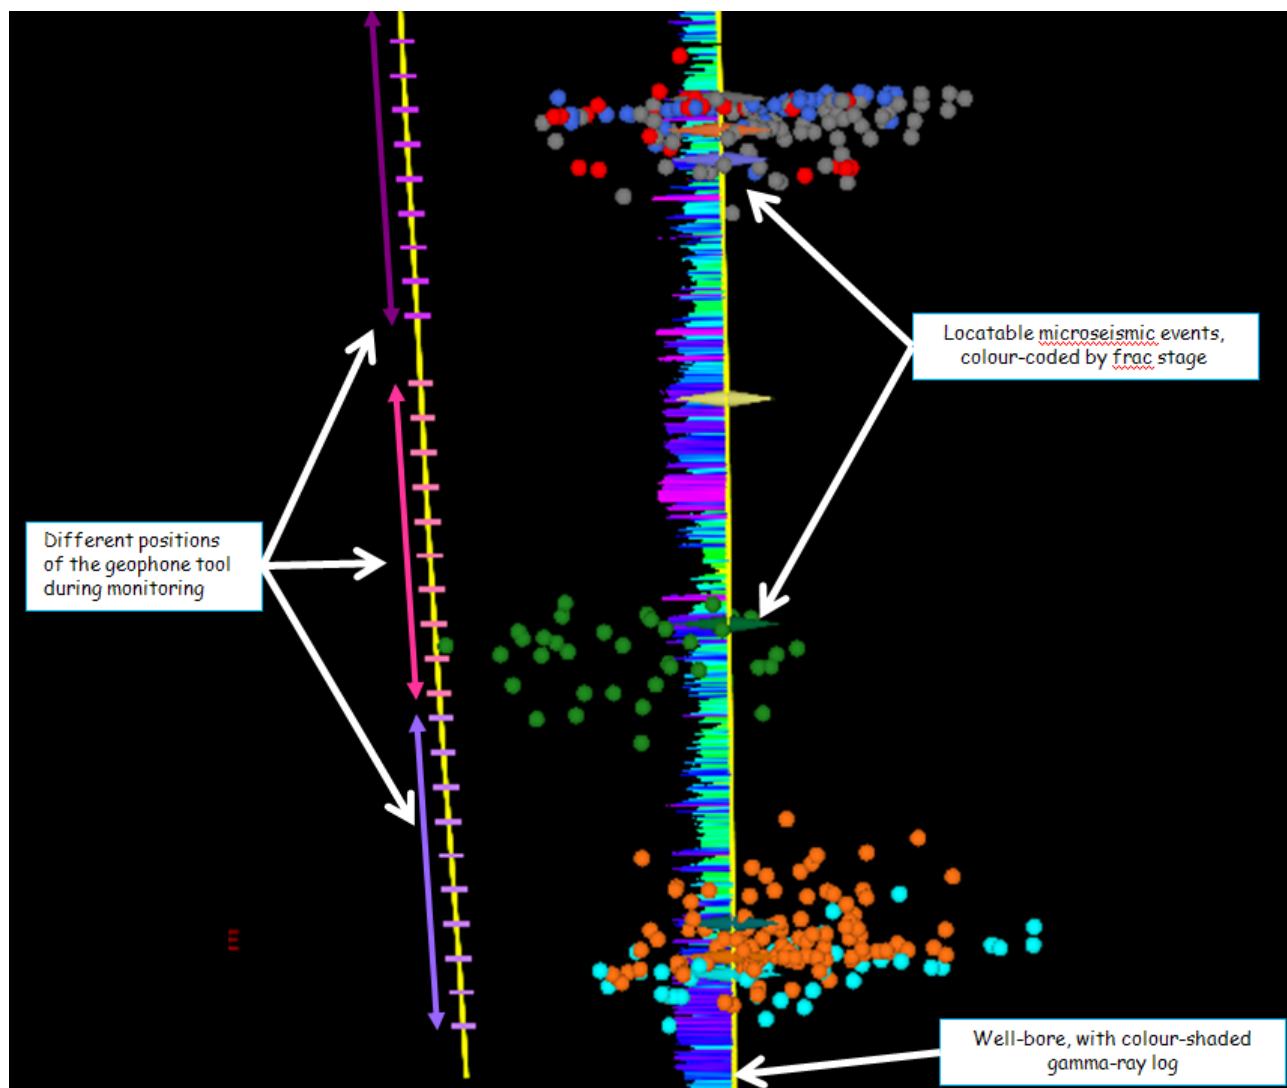 Locatable microseismic events,
colour-coded by frac stage
Different positions
of the geophone tool
during monitoring
Well-bore, with colour-shaded
gamma-ray log